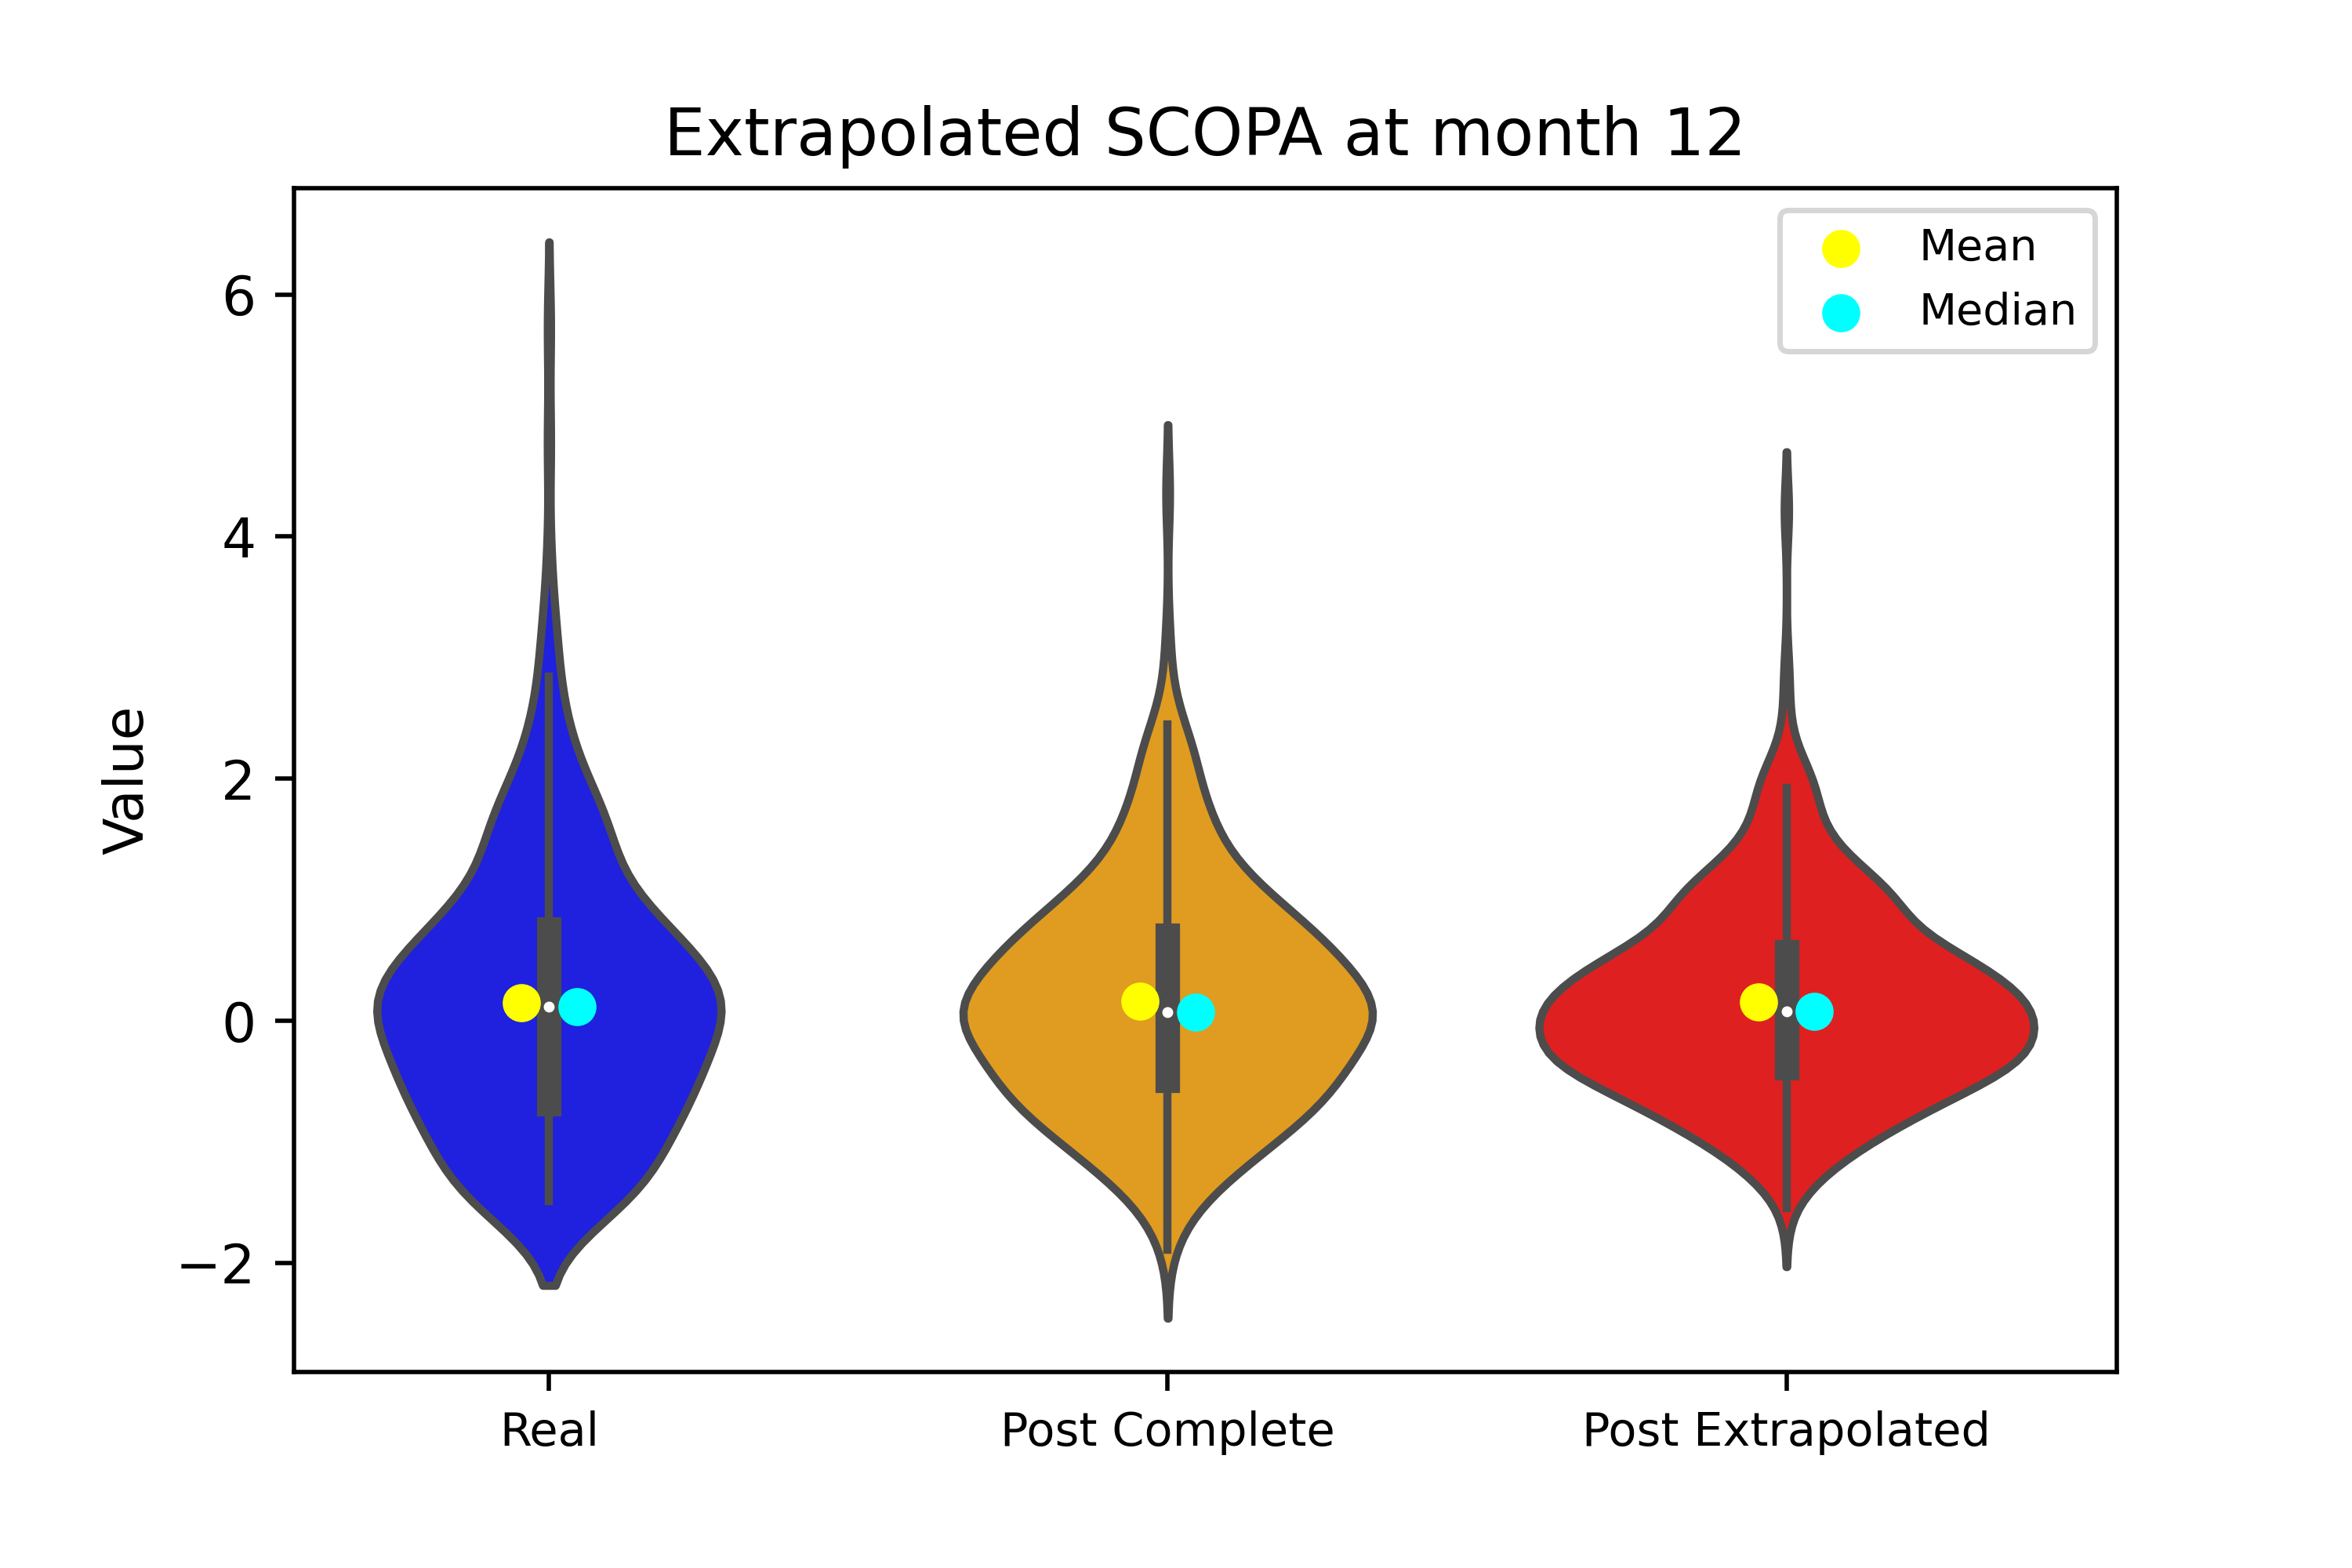 Extrapolated SCOPA at month 12
Mean
Median
6
4
2
0
−2
Value
Real
Post Complete
Post Extrapolated